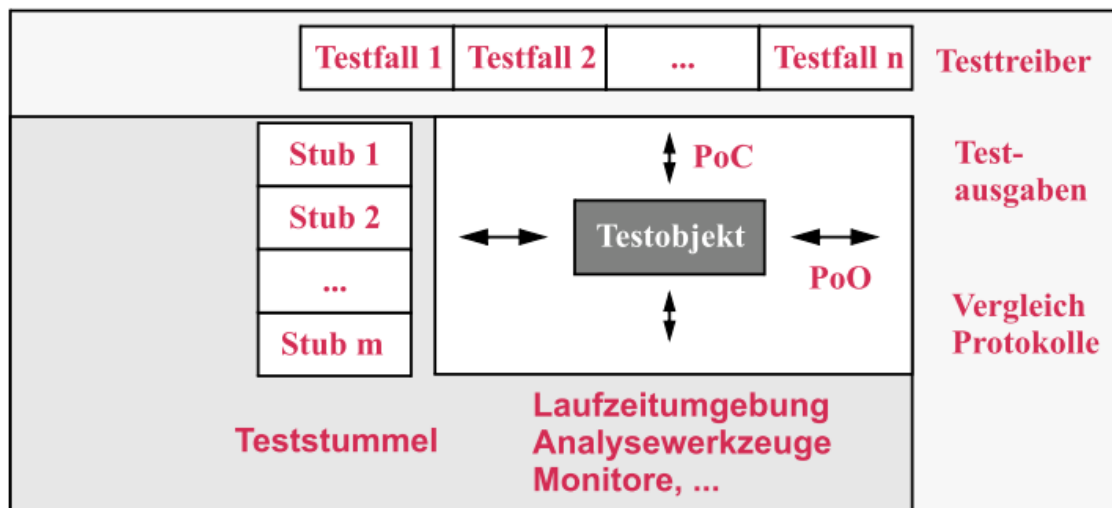 Testfall 1 Testfall 2 ... Testfall n Testtreiber
Stub 1
Stub 2
...
Stub m
Teststummel
PoC
Testobjekt
PoO
Laufzeitumgebung
Analysewerkzeuge
Monitore, ...
Test-
ausgaben
Vergleich
Protokolle